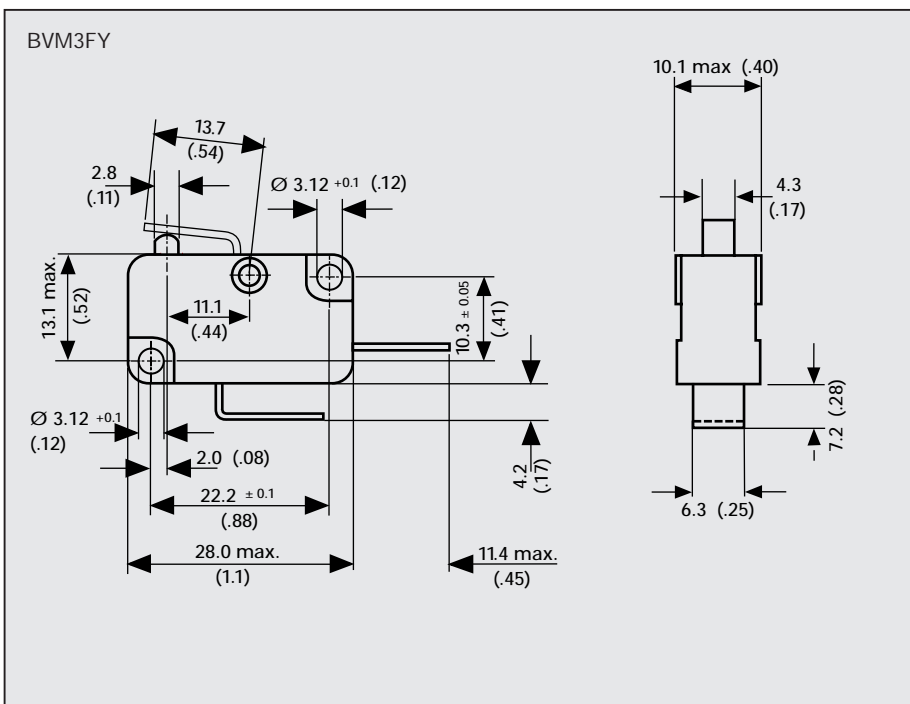 BVM3FY
10.1 max (.40)
13.7
(.54)
2.8
(.11)
Ø 3.12 +0.1 (.12)
4.3
(.17)
13.1 max.
(.52)
11.1
(.44)
10.3 ± 0.05
(.41)
Ø 3.12 +0.1
(.12)
2.0 (.08)
4.2
(.17)
7.2 (.28)
22.2 ± 0.1
(.88)
6.3 (.25)
28.0 max.
(1.1)
11.4 max.
(.45)